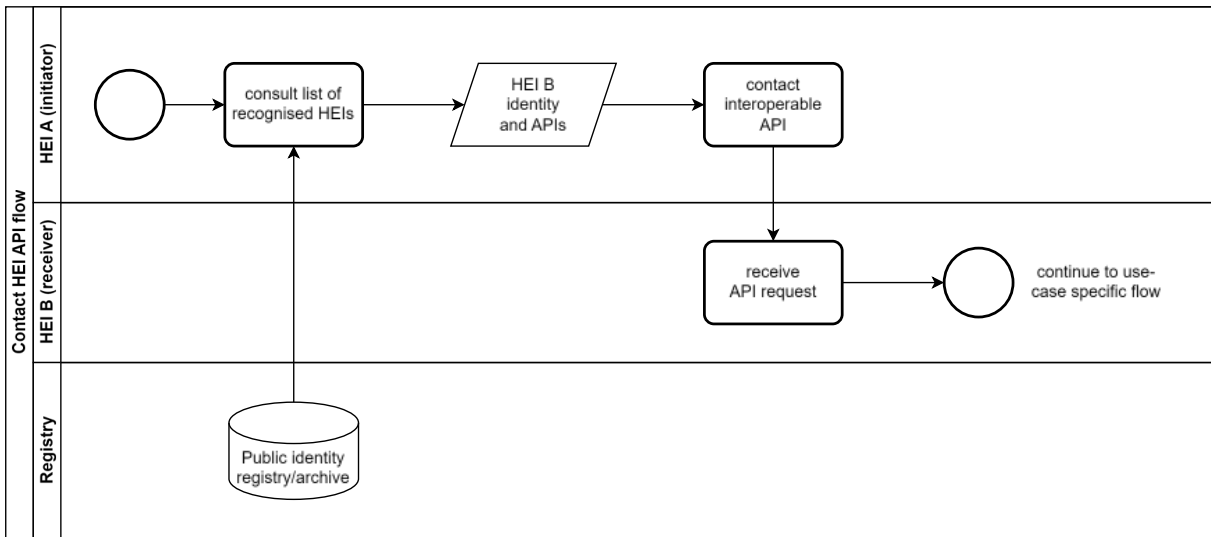 Contact HEI API flow
HEI A (initiator)
consult list of
recognised HEIs
HEI B
identity
and APIs
contact
interoperable
API
HEI B (receiver)
receive
API request
continue to use-
case specific flow
Registry
Public identity
registry/archive